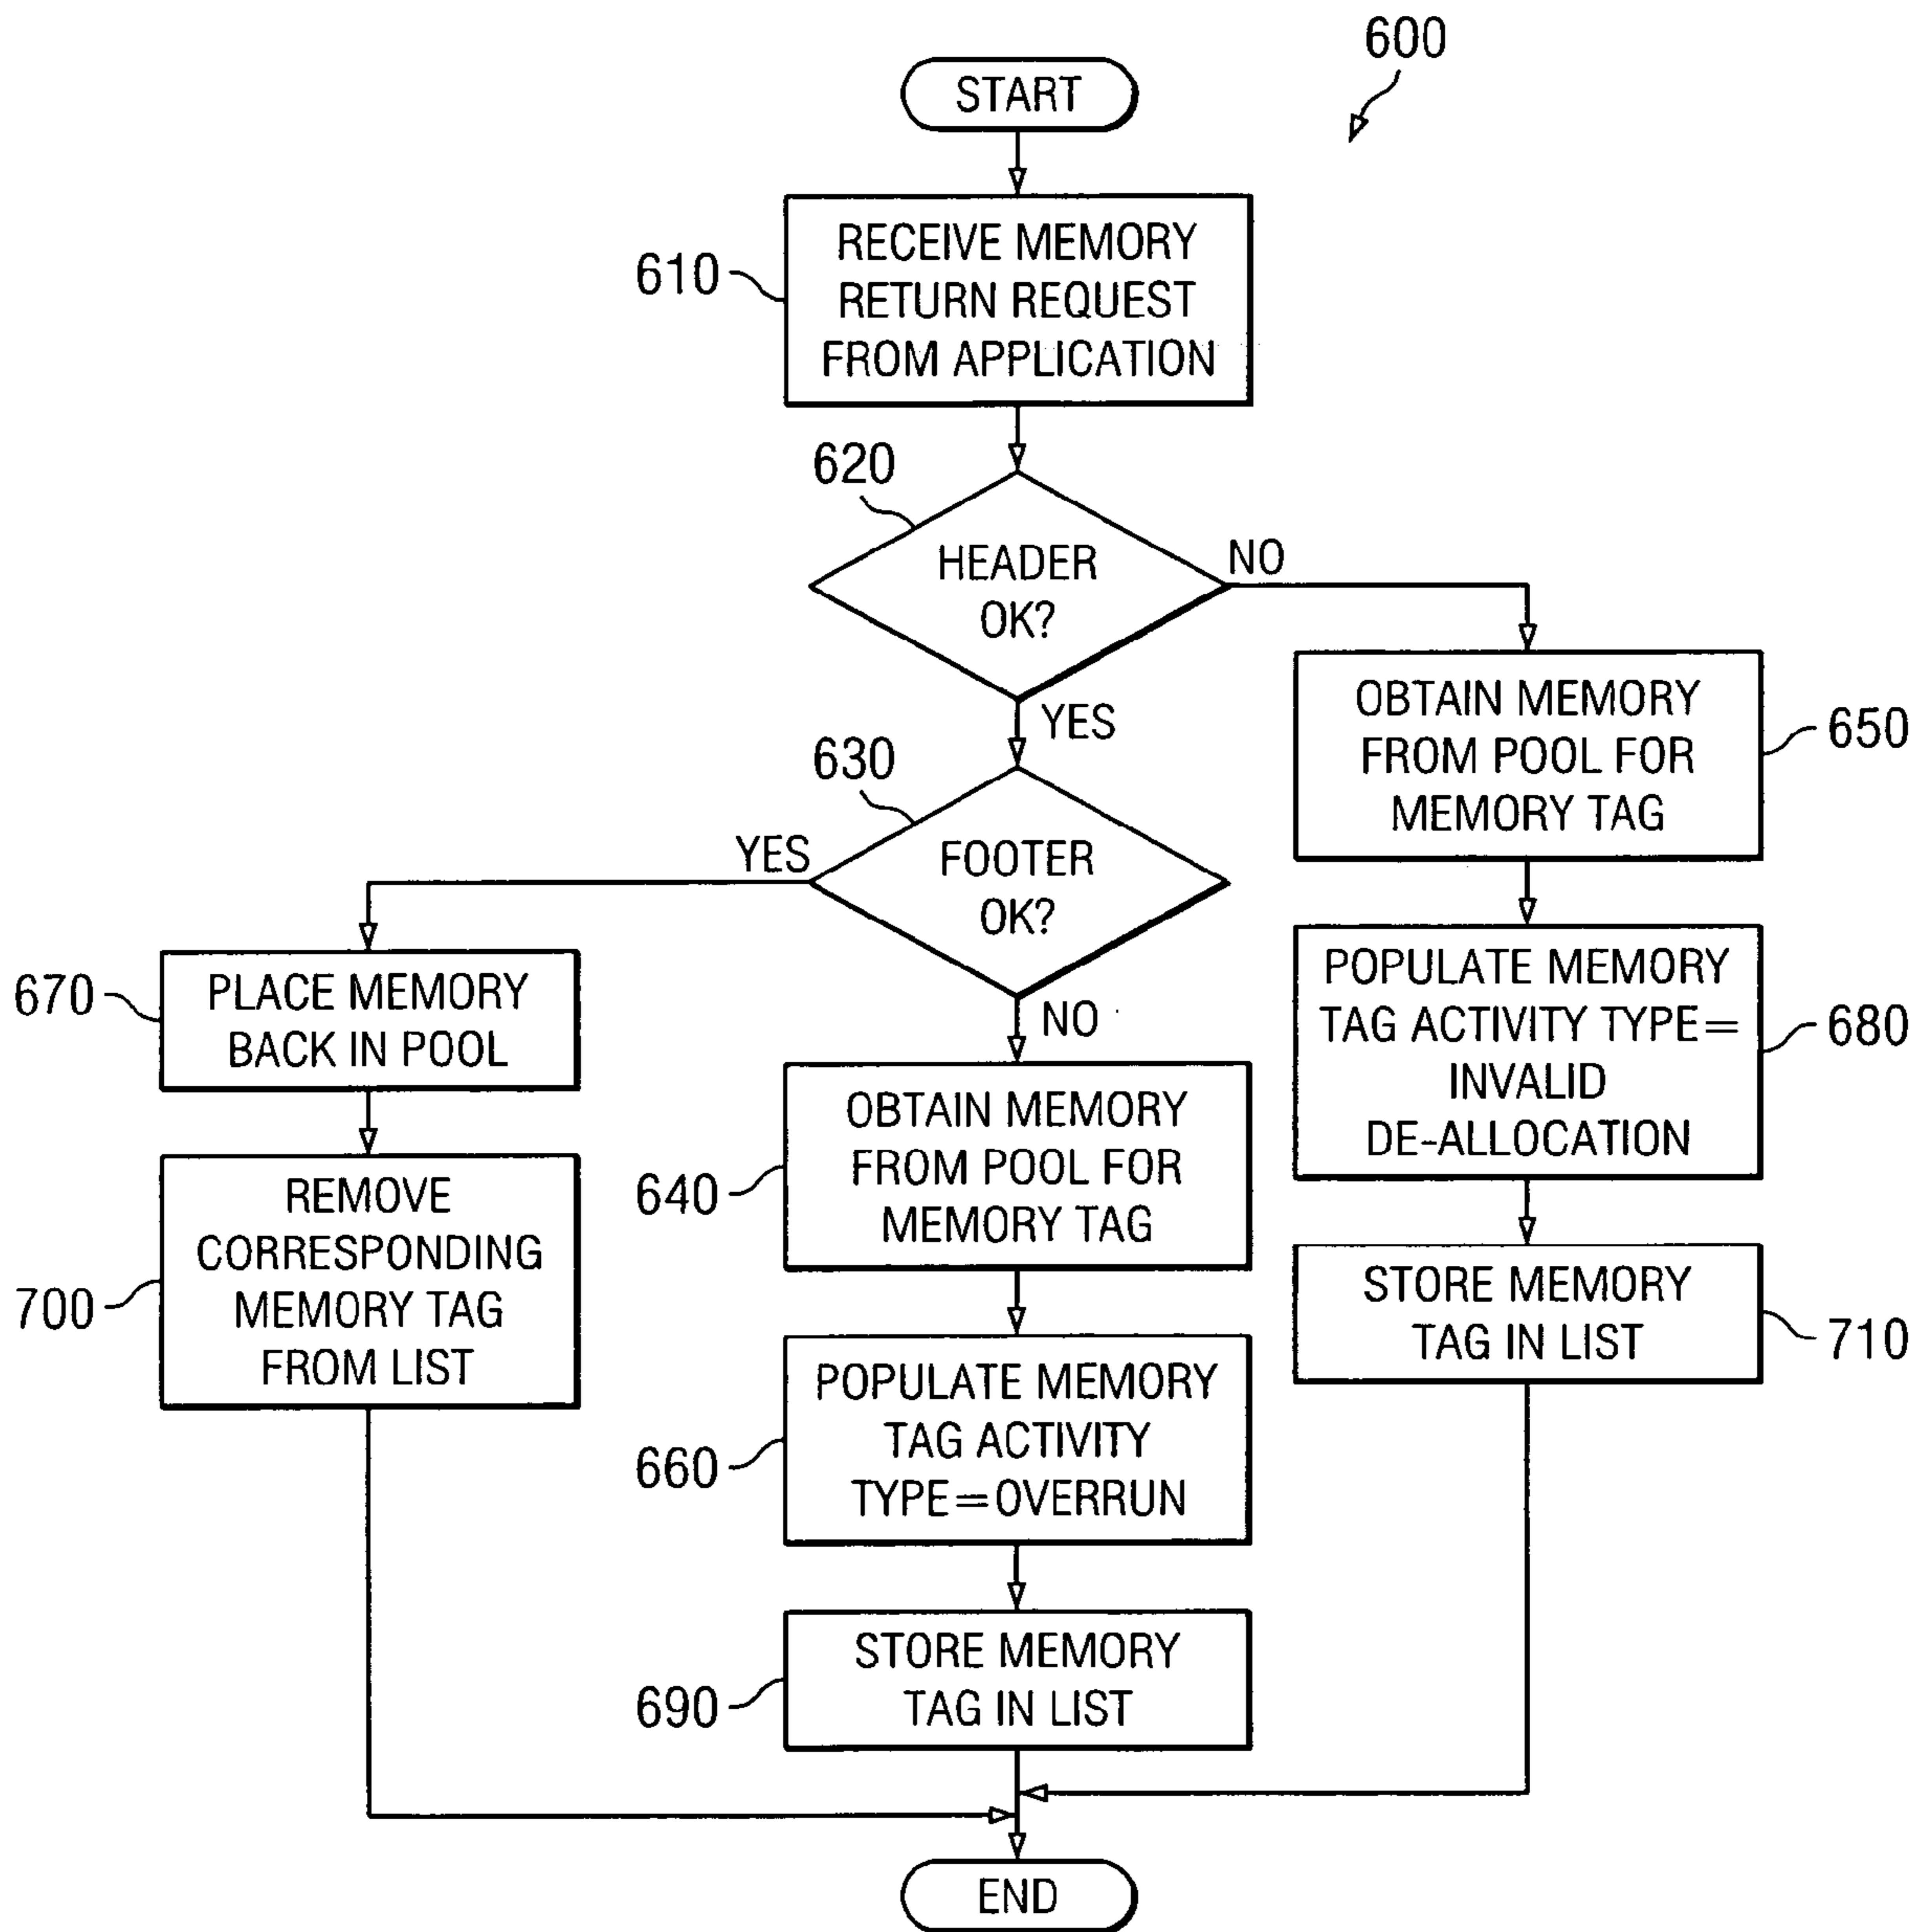 600
START
610
RECEIVE MEMORY
RETURN REQUEST
FROM APPLICATION
620
HEADER
OK?
NO
YES
OBTAIN MEMORY
FROM POOL FOR
MEMORY TAG
650
630
YES
FOOTER
OK?
NO
POPULATE MEMORY
TAG ACTIVITY TYPE=
INVALID
DE-ALLOCATION
680
670
PLACE MEMORY
BACK IN POOL
640
OBTAIN MEMORY
FROM POOL FOR
MEMORY TAG
700
REMOVE
CORRESPONDING
MEMORY TAG
FROM LIST
STORE MEMORY
TAG IN LIST
710
660
POPULATE MEMORY
TAG ACTIVITY
TYPE=OVERRUN
690
STORE MEMORY
TAG IN LIST
END